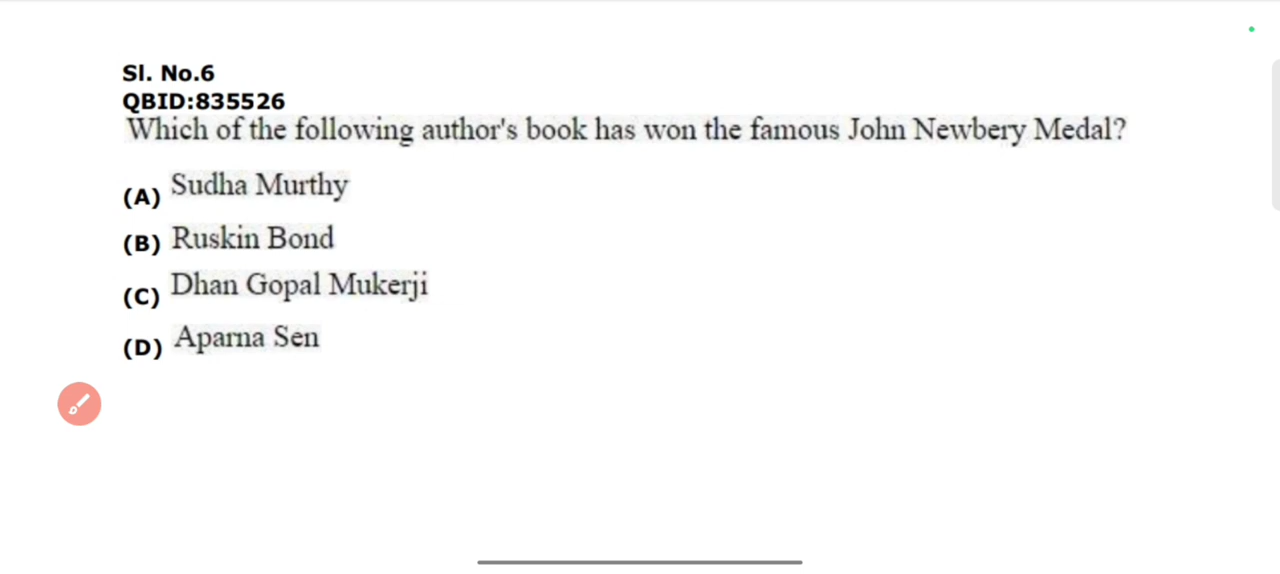 Sl. No.6
QBID:835526
Which of the following author's book has won the famous John Newbery Medal?
(A) Sudha Murthy
(B) Ruskin Bond
(C) Dhan Gopal Mukerji
(D) Aparna Sen